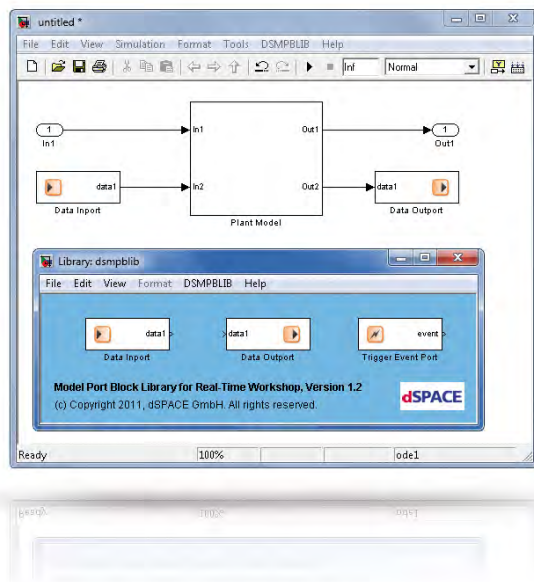 untitled *
File Edit View Simulation Format Tools DSMPBLIB Help
Inf Normal
1 In1 Out1 1
In1 Out1
data1 In2 Out2 data1
Data Inport Plant Model Data Outport
Library: dsmpblib
File Edit View Format DSMPBLIB Help
data1 data1 event
Data Inport Data Outport Trigger Event Port
Model Port Block Library for Real-Time Workshop, Version 1.2
(c) Copyright 2011, dSPACE GmbH. All rights reserved.
dSPACE
Ready 100% ode1